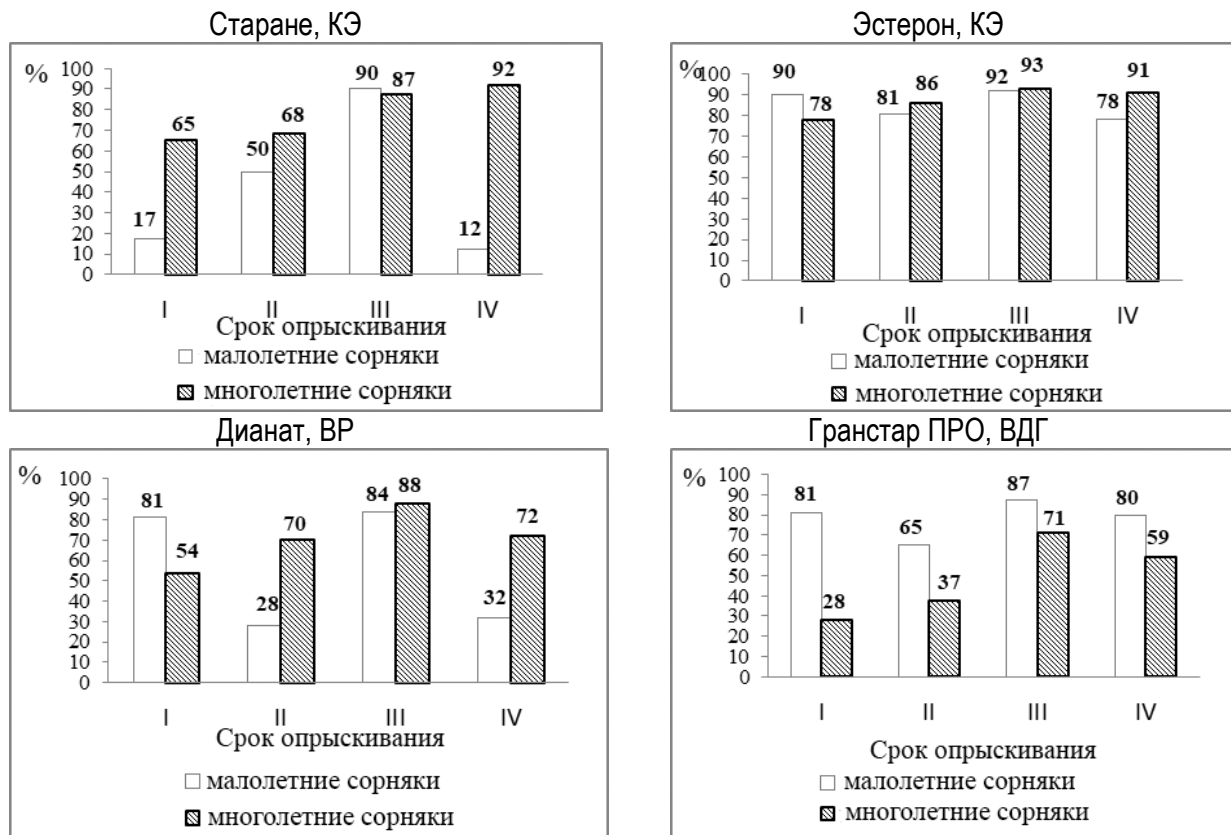 Старане, КЭ
%
100
90
80
70
60
50
40
30
20
10
0
17
65
50
68
90
87
12
92
I
II
III
IV
Срок опрыскивания
малолетние сорняки
многолетние сорняки
Эстерон, КЭ
%
100
90
80
70
60
50
40
30
20
10
0
90
78
81
86
92
93
78
91
I
II
III
IV
Срок опрыскивания
малолетние сорняки
многолетние сорняки
Дианат, ВР
%
100
90
80
70
60
50
40
30
20
10
0
81
54
28
70
84
88
32
72
I
II
III
IV
Срок опрыскивания
малолетние сорняки
многолетние сорняки
Гранстар ПРО, ВДГ
%
100
90
80
70
60
50
40
30
20
10
0
81
28
65
37
87
71
80
59
I
II
III
IV
Срок опрыскивания
малолетние сорняки
многолетние сорняки